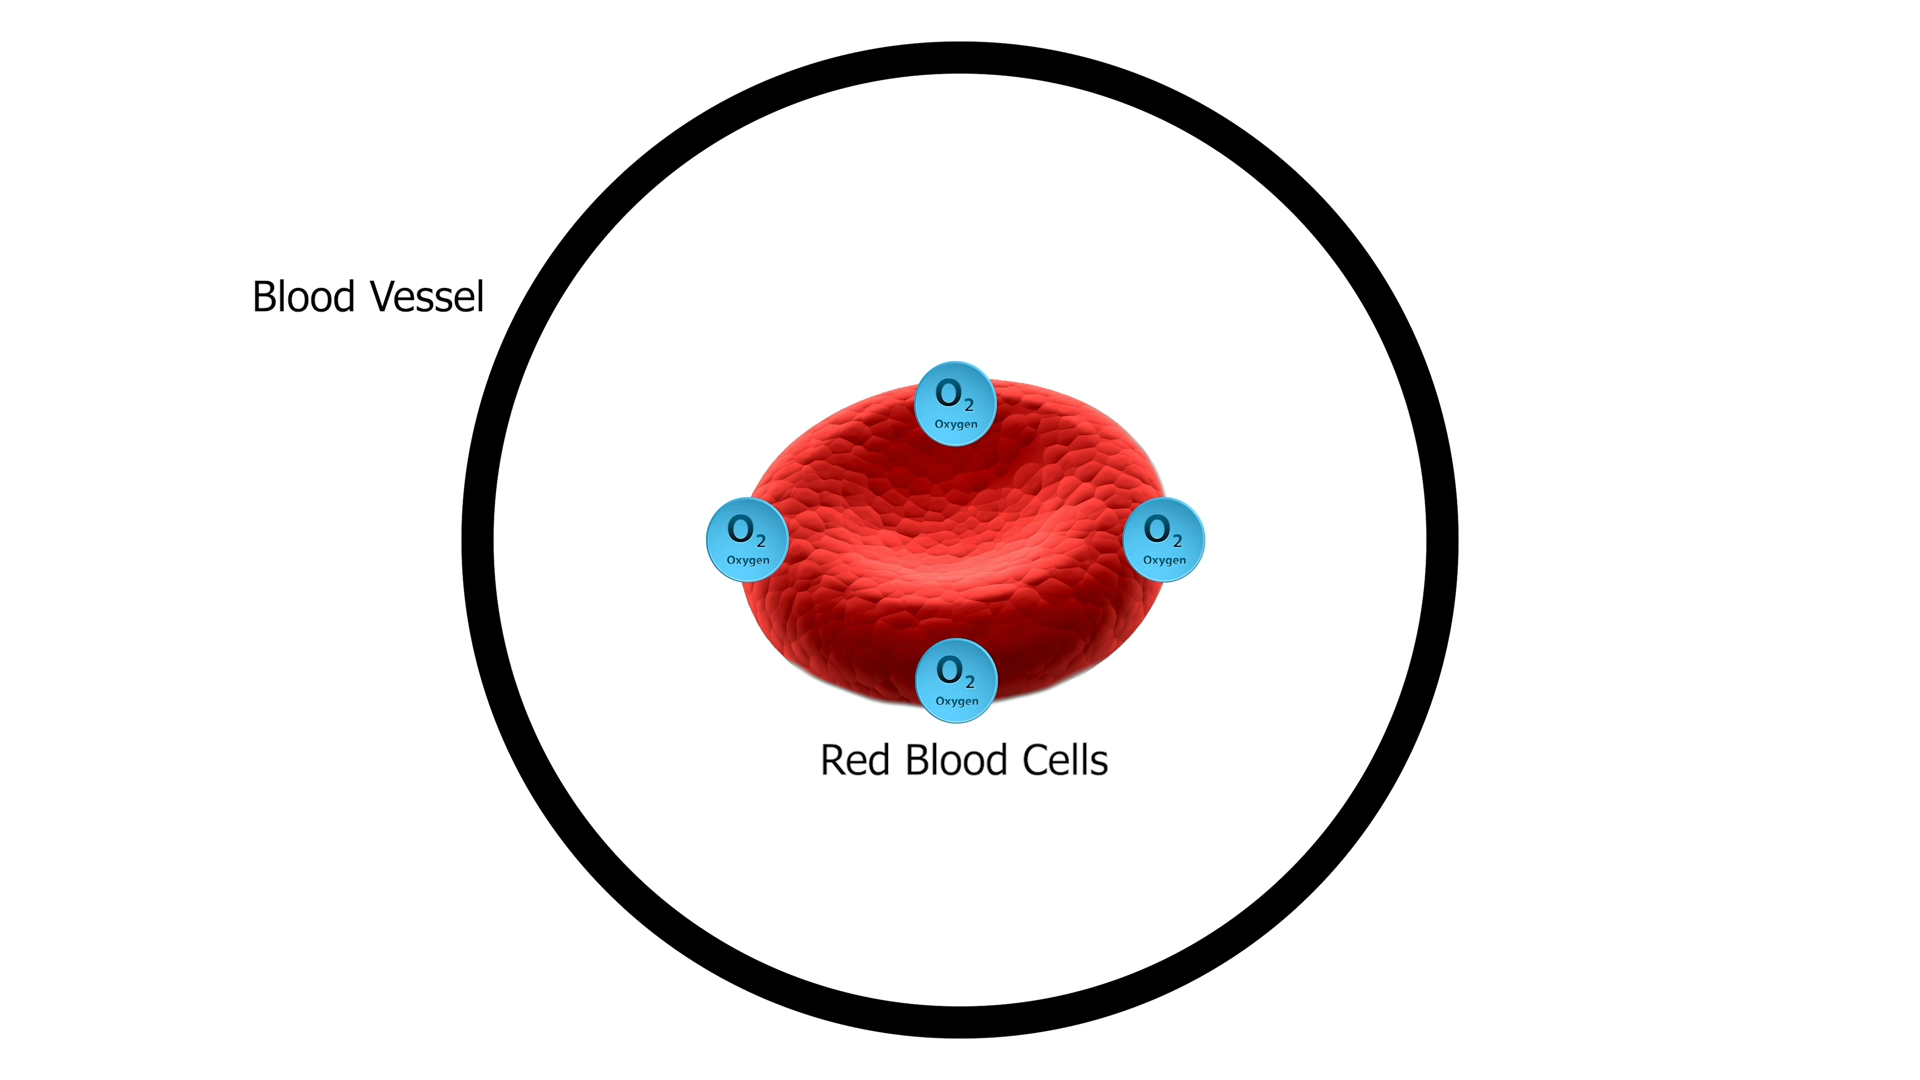 Blood Vessel
O2
Oxygen
O2
Oxygen
O2
Oxygen
O2
Oxygen
Red Blood Cells